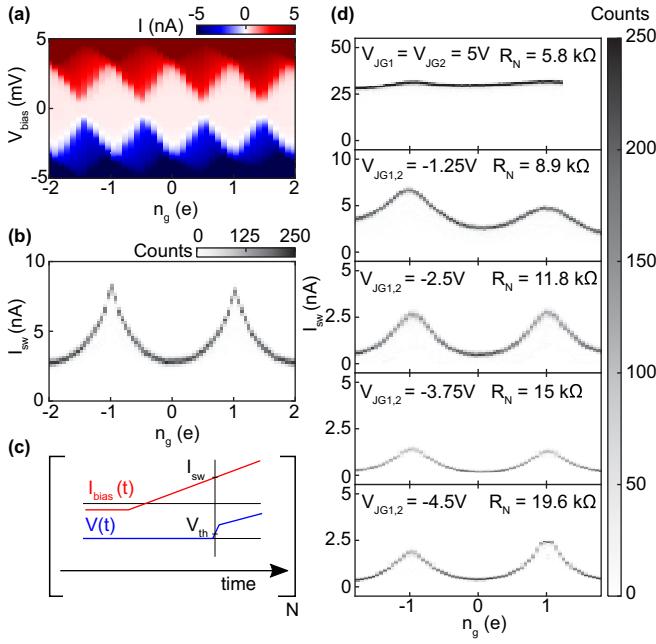 (a)
I (nA)
-5 0 5
V_bias (mV)
5
0
-5
-2 -1 0 1 2
n_g (e)
(b)
Counts
0 125 250
I_sw (nA)
10
5
0
-2 -1 0 1 2
n_g (e)
(c)
I_bias (t)
I_sw
V(t)
V_th
time
N
(d)
Counts
V_JG1 = V_JG2 = 5V R_N = 5.8 kΩ
50
25
0
V_JG1,2 = -1.25V R_N = 8.9 kΩ
10
5
0
V_JG1,2 = -2.5V R_N = 11.8 kΩ
5
2.5
0
V_JG1,2 = -3.75V R_N = 15 kΩ
5
2.5
0
V_JG1,2 = -4.5V R_N = 19.6 kΩ
5
2.5
0
I_sw (nA)
-1 0 1
n_g (e)
250
200
150
100
50
0